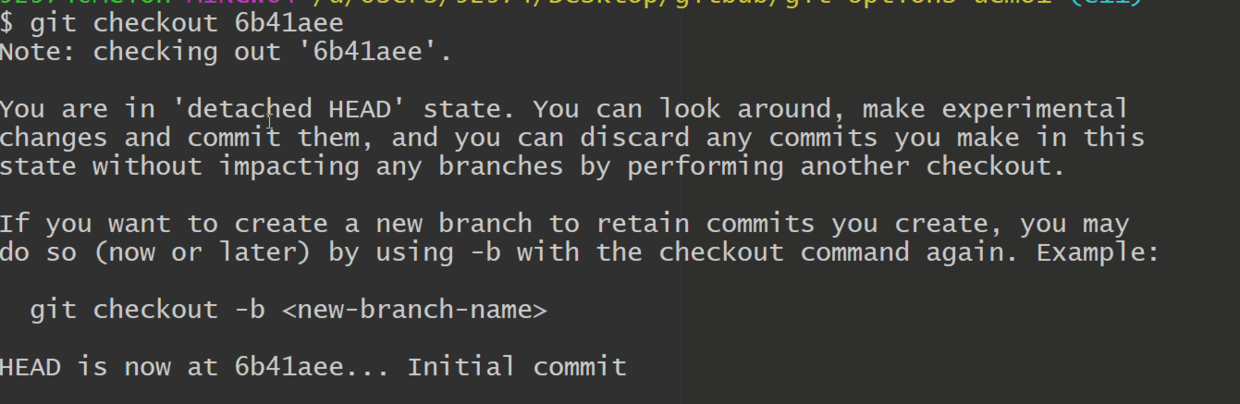 $ git checkout 6b41aee
Note: checking out '6b41aee'.
You are in 'detached HEAD' state. You can look around, make experimental
changes and commit them, and you can discard any commits you make in this
state without impacting any branches by performing another checkout.
If you want to create a new branch to retain commits you create, you may
do so (now or later) by using -b with the checkout command again. Example:
git checkout -b <new-branch-name>
HEAD is now at 6b41aee... Initial commit